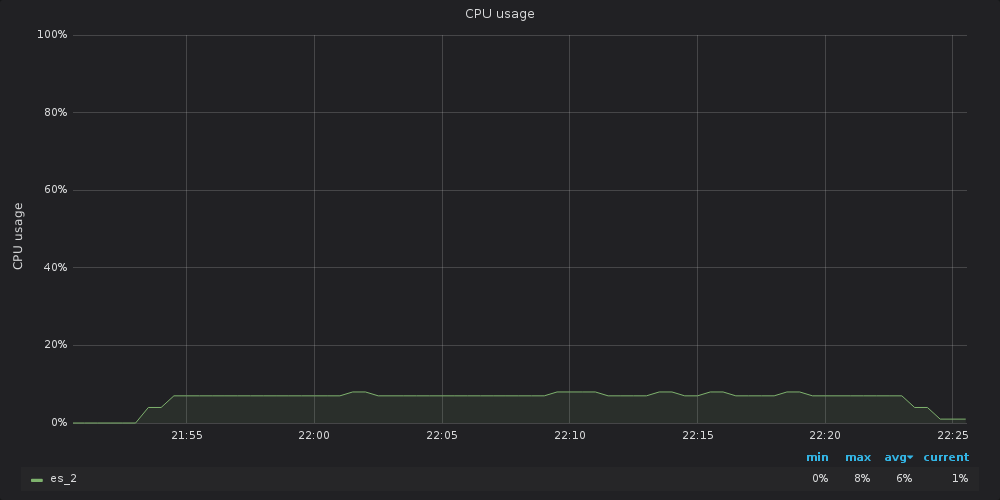 CPU usage
100%
80%
60%
40%
20%
0%
CPU usage
21:55 22:00 22:05 22:10 22:15 22:20 22:25
min max avg current
es_2 0% 8% 6% 1%